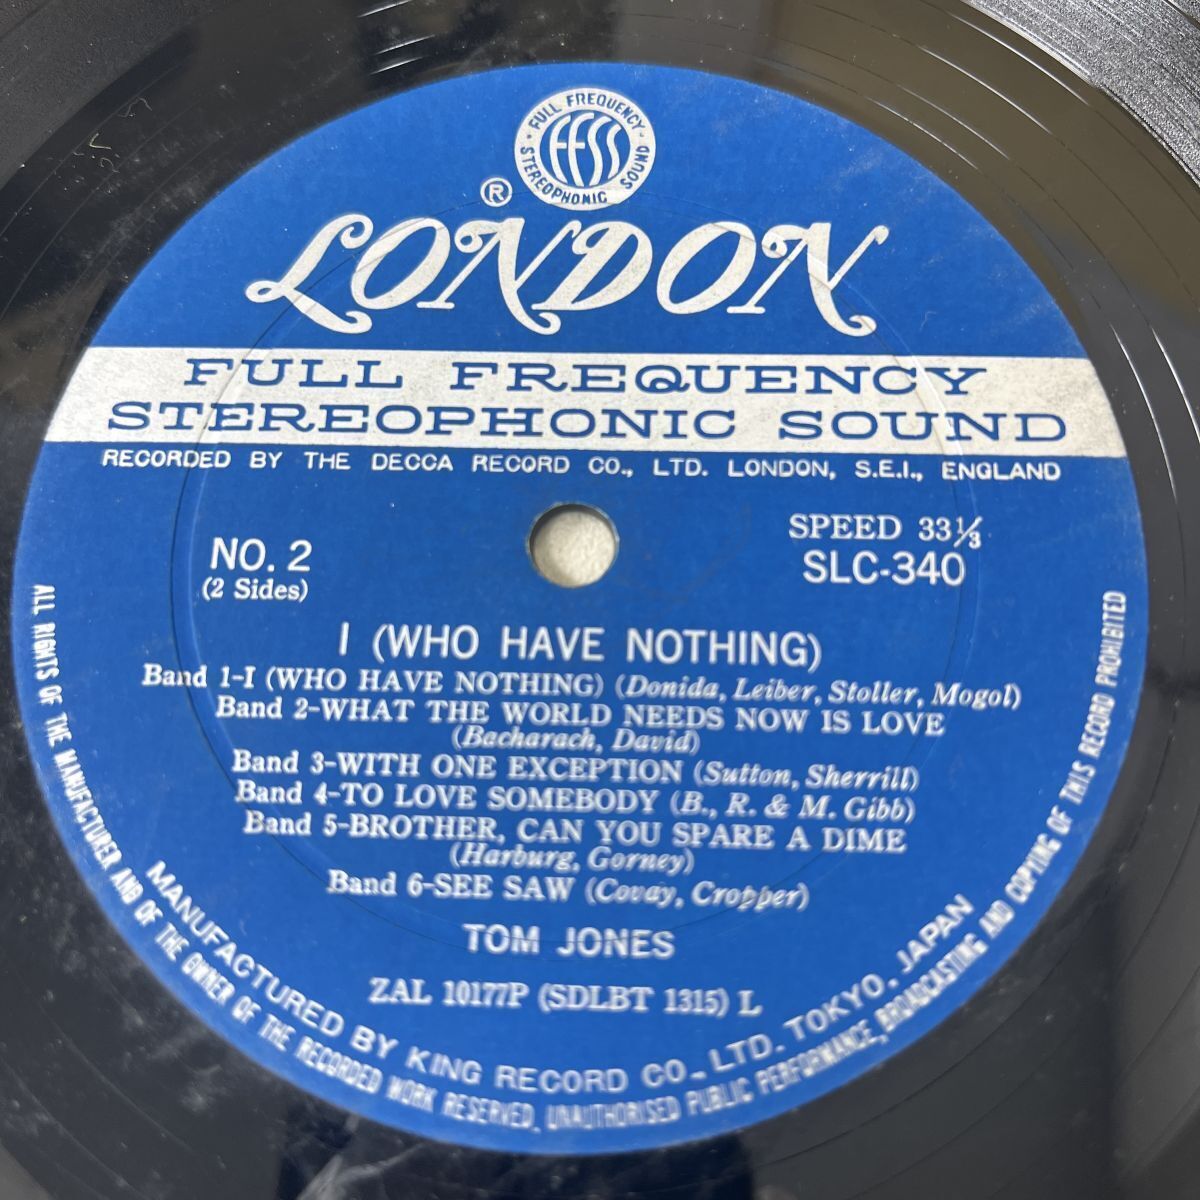 · FULL FREQUENCY ·
FFSS
STEREOPHONIC SOUND
®
LONDON
FULL FREQUENCY
STEREOPHONIC SOUND
RECORDED BY THE DECCA RECORD CO., LTD. LONDON, S.E.I., ENGLAND
NO. 2
(2 Sides)
SPEED 33⅓
SLC-340
I (WHO HAVE NOTHING)
Band 1-I (WHO HAVE NOTHING) (Donida, Leiber, Stoller, Mogol)
Band 2-WHAT THE WORLD NEEDS NOW IS LOVE
(Bacharach, David)
Band 3-WITH ONE EXCEPTION (Sutton, Sherrill)
Band 4-TO LOVE SOMEBODY (B., R. & M. Gibb)
Band 5-BROTHER, CAN YOU SPARE A DIME
(Harburg, Gorney)
Band 6-SEE SAW (Covay, Cropper)
TOM JONES
ZAL 10177P (SDLBT 1315) L
MANUFACTURED BY KING RECORD CO., LTD. TOKYO, JAPAN
ALL RIGHTS OF THE MANUFACTURER AND OF THE OWNER OF THE RECORDED WORK RESERVED, UNAUTHORISED PUBLIC PERFORMANCE, BROADCASTING AND COPYING OF THIS RECORD PROHIBITED